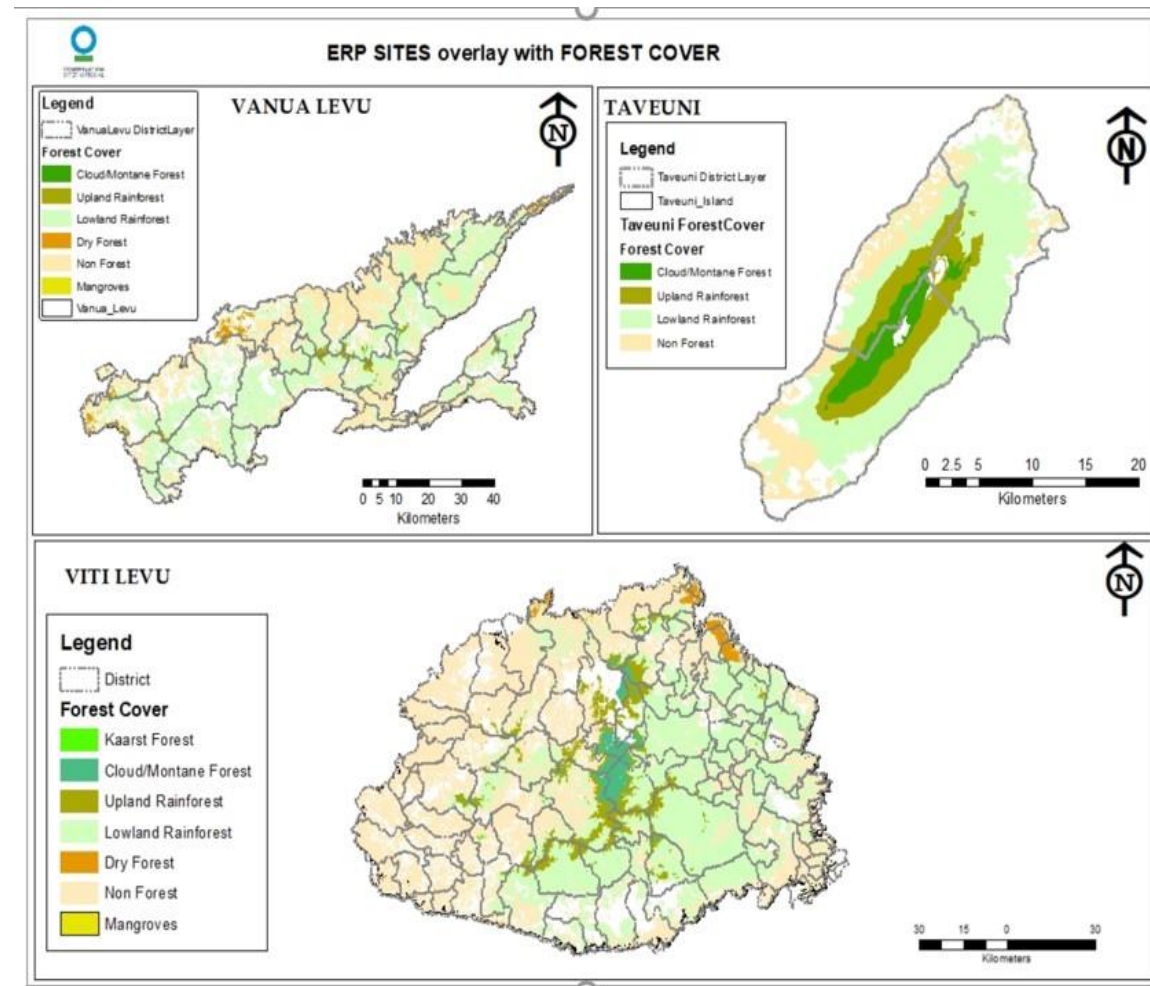 ERP SITES overlay with FOREST COVER
VANUA LEVU
Legend
VanuaLevu DistrictLayer
Forest Cover
Cloud/Montane Forest
Upland Rainforest
Lowland Rainforest
Dry Forest
Non Forest
Mangroves
Vanua_Levu
N
0 5 10 20 30 40
Kilometers
TAVEUNI
Legend
Taveuni District Layer
Taveuni_Island
Taveuni ForestCover
Forest Cover
Cloud/Montane Forest
Upland Rainforest
Lowland Rainforest
Non Forest
N
0 2.5 5 10 15 20
Kilometers
VITI LEVU
Legend
District
Forest Cover
Kaarst Forest
Cloud/Montane Forest
Upland Rainforest
Lowland Rainforest
Dry Forest
Non Forest
Mangroves
N
30 15 0 30
Kilometers